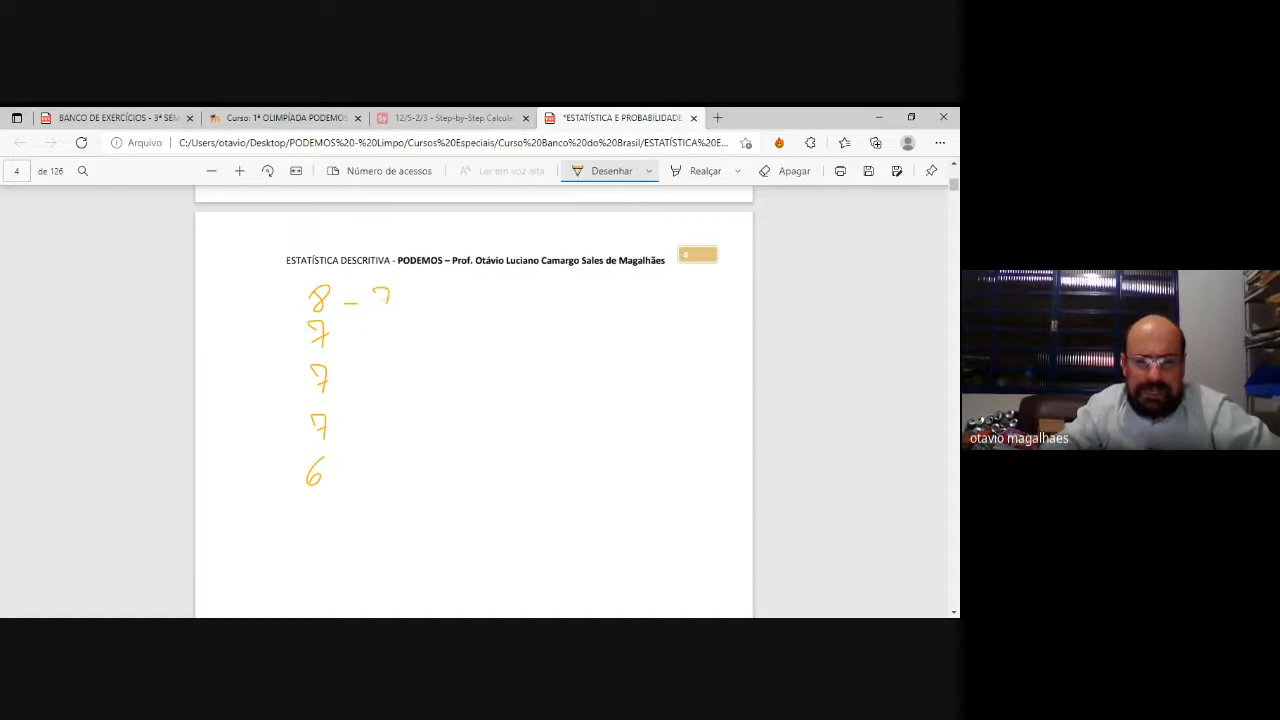 BANCO DE EXERCÍCIOS - 3ª SEM
Curso: 1ª OLIMPÍADA PODEMOS
Sy 12/5-2/3 - Step-by-Step Calcula
*ESTATÍSTICA E PROBABILIDADE
Arquivo C:/Users/otavio/Desktop/PODEMOS%20-%20Limpo/Cursos%20Especiais/Curso%20Banco%20do%20Brasil/ESTATÍSTICA%20E...
4 de 126 Número de acessos Ler em voz alta Desenhar Realçar Apagar
ESTATÍSTICA DESCRITIVA - PODEMOS – Prof. Otávio Luciano Camargo Sales de Magalhães 4
8 - 7
7
7
7
6
otavio magalhaes